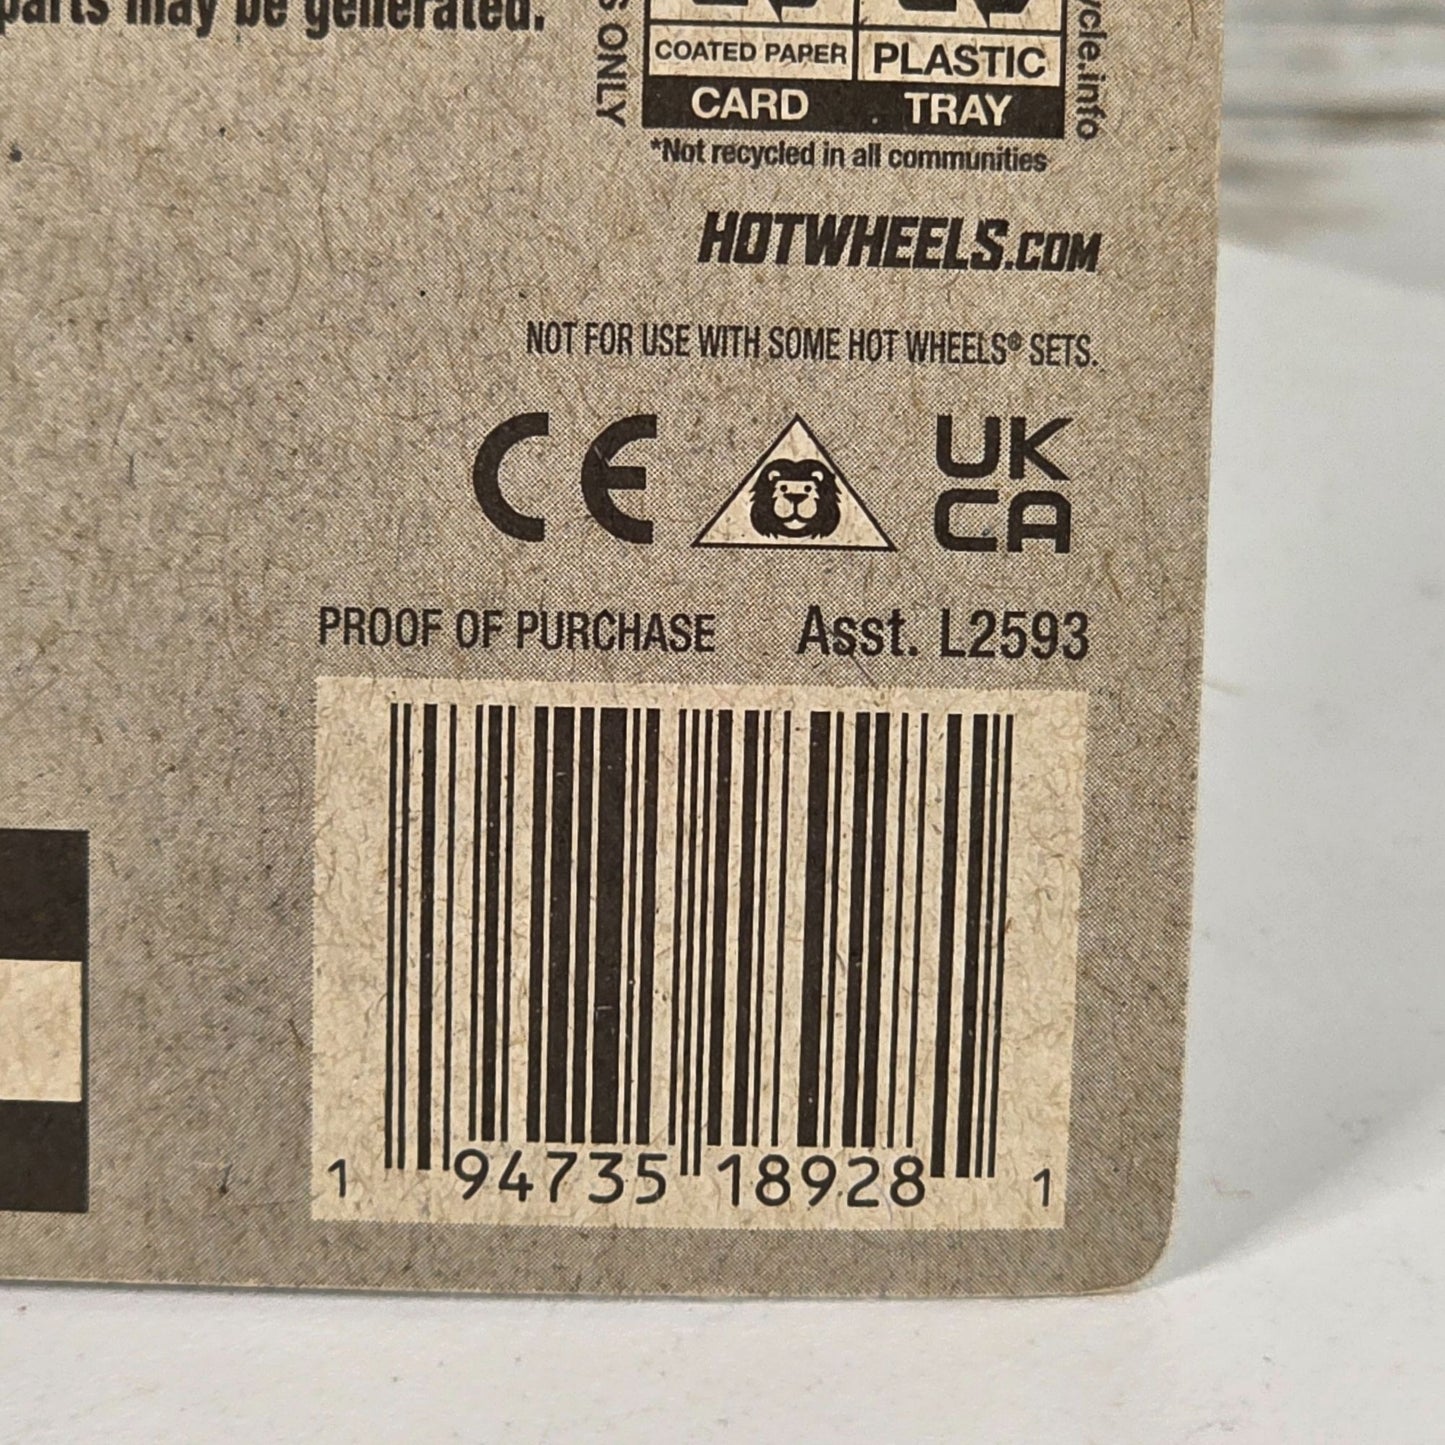 parts may be generated.
ONLY
COATED PAPER
PLASTIC
CARD
TRAY
cle.info
*Not recycled in all communities
HOTWHEELS.COM
NOT FOR USE WITH SOME HOT WHEELS® SETS.
CE
UK
CA
PROOF OF PURCHASE Asst. L2593
1 94735 18928 1